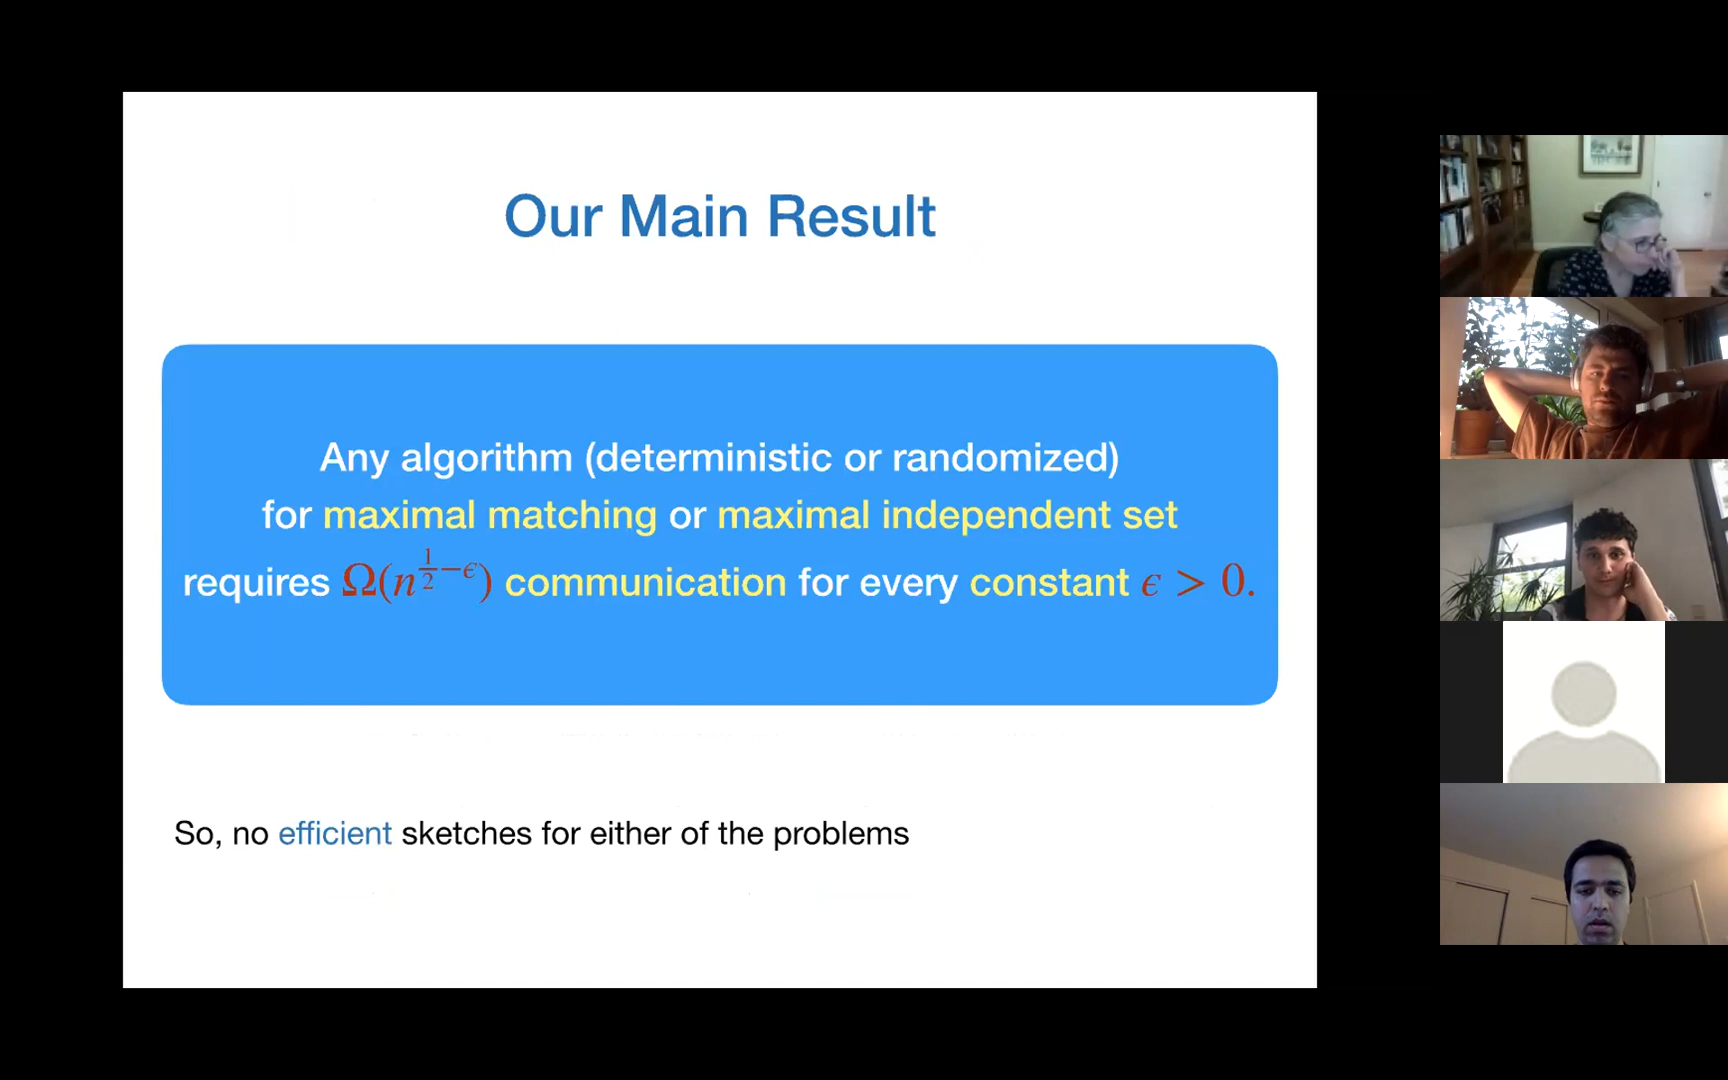 Our Main Result
Any algorithm (deterministic or randomized)
for maximal matching or maximal independent set
requires Ω(n^{\frac{1}{2}-ϵ}) communication for every constant ϵ > 0.
So, no efficient sketches for either of the problems